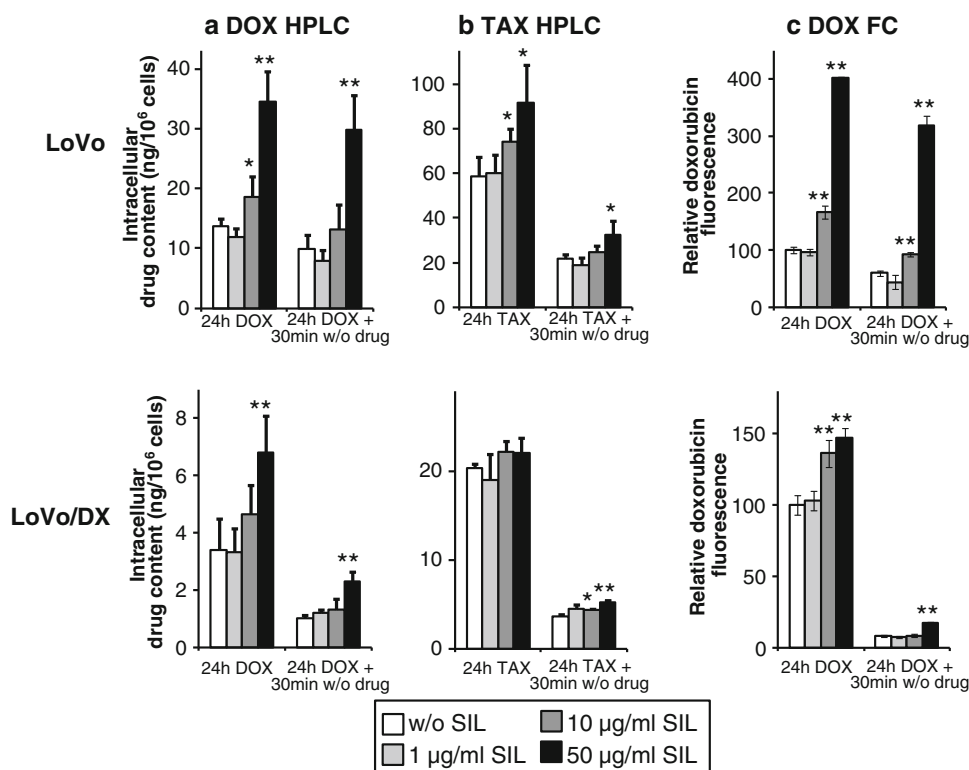 a DOX HPLC
b TAX HPLC
c DOX FC
LoVo
Intracellular
drug content (ng/10⁶ cells)
40
30
20
10
0
*
**
**
24h DOX
24h DOX +
30min w/o drug
100
80
60
40
20
0
*
*
*
24h TAX
24h TAX +
30min w/o drug
Relative doxorubicin
fluorescence
400
300
200
100
0
**
**
**
**
24h DOX
24h DOX +
30min w/o drug
LoVo/DX
Intracellular
drug content (ng/10⁶ cells)
8
6
4
2
0
**
**
24h DOX
24h DOX +
30min w/o drug
20
10
0
*
**
24h TAX
24h TAX +
30min w/o drug
Relative doxorubicin
fluorescence
150
100
50
0
**
**
**
24h DOX
24h DOX +
30min w/o drug
w/o SIL
10 µg/ml SIL
1 µg/ml SIL
50 µg/ml SIL